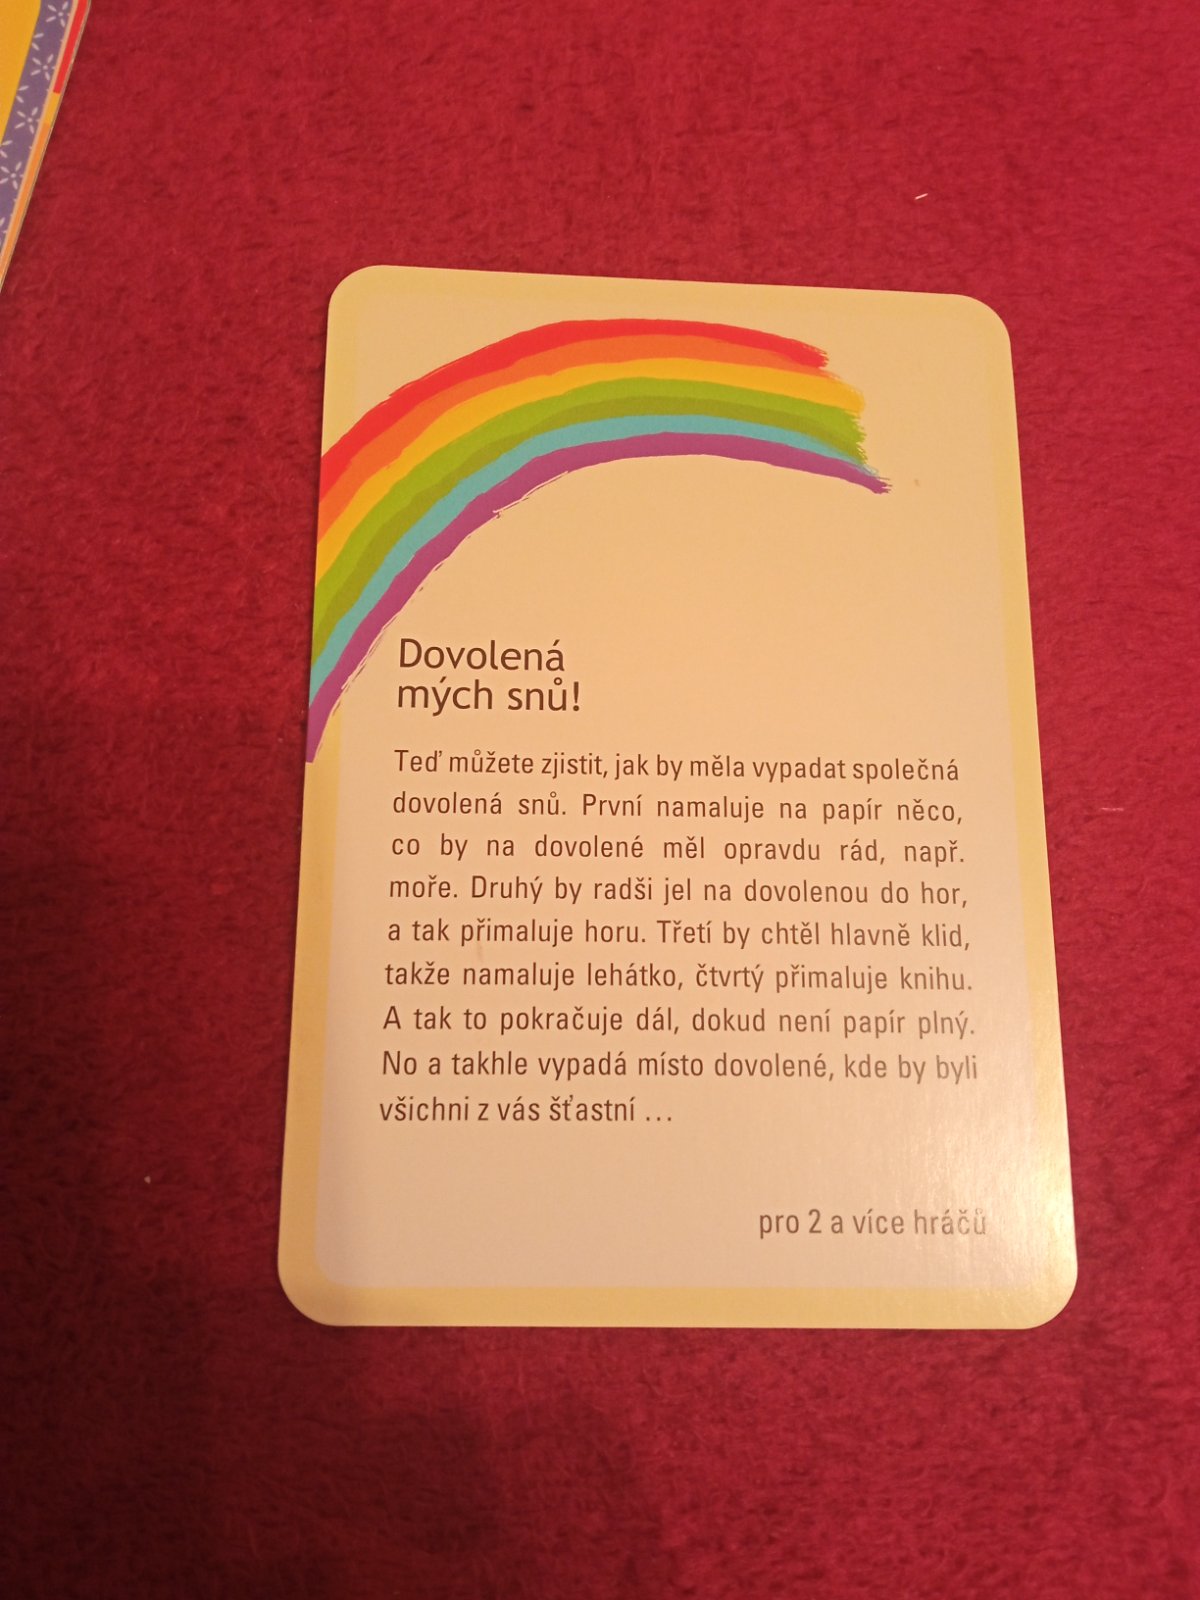 Dovolená
mých snů!
Teď můžete zjistit, jak by měla vypadat společná
dovolená snů. První namaluje na papír něco,
co by na dovolené měl opravdu rád, např.
moře. Druhý by radši jel na dovolenou do hor,
a tak přimaluje horu. Třetí by chtěl hlavně klid,
takže namaluje lehátko, čtvrtý přimaluje knihu.
A tak to pokračuje dál, dokud není papír plný.
No a takhle vypadá místo dovolené, kde by byli
všichni z vás šťastní ...
pro 2 a více hráčů